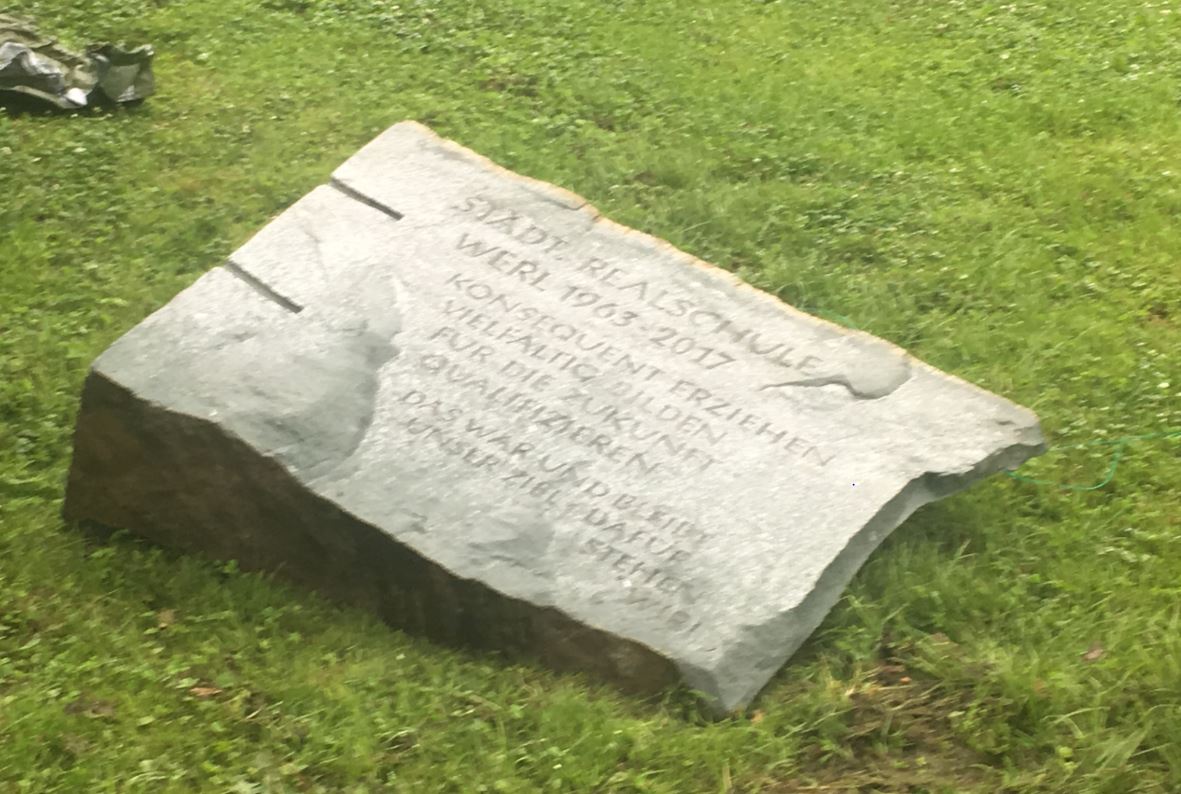 STÄDT. REALSCHULE
WERL 1963-2017
KONSEQUENT ERZIEHEN
VIELFÄLTIG BILDEN
FÜR DIE ZUKUNFT
QUALIFIZIEREN
DAS WAR UND BLEIBT
UNSER ZIEL - DAFÜR
STEHEN
WIR!